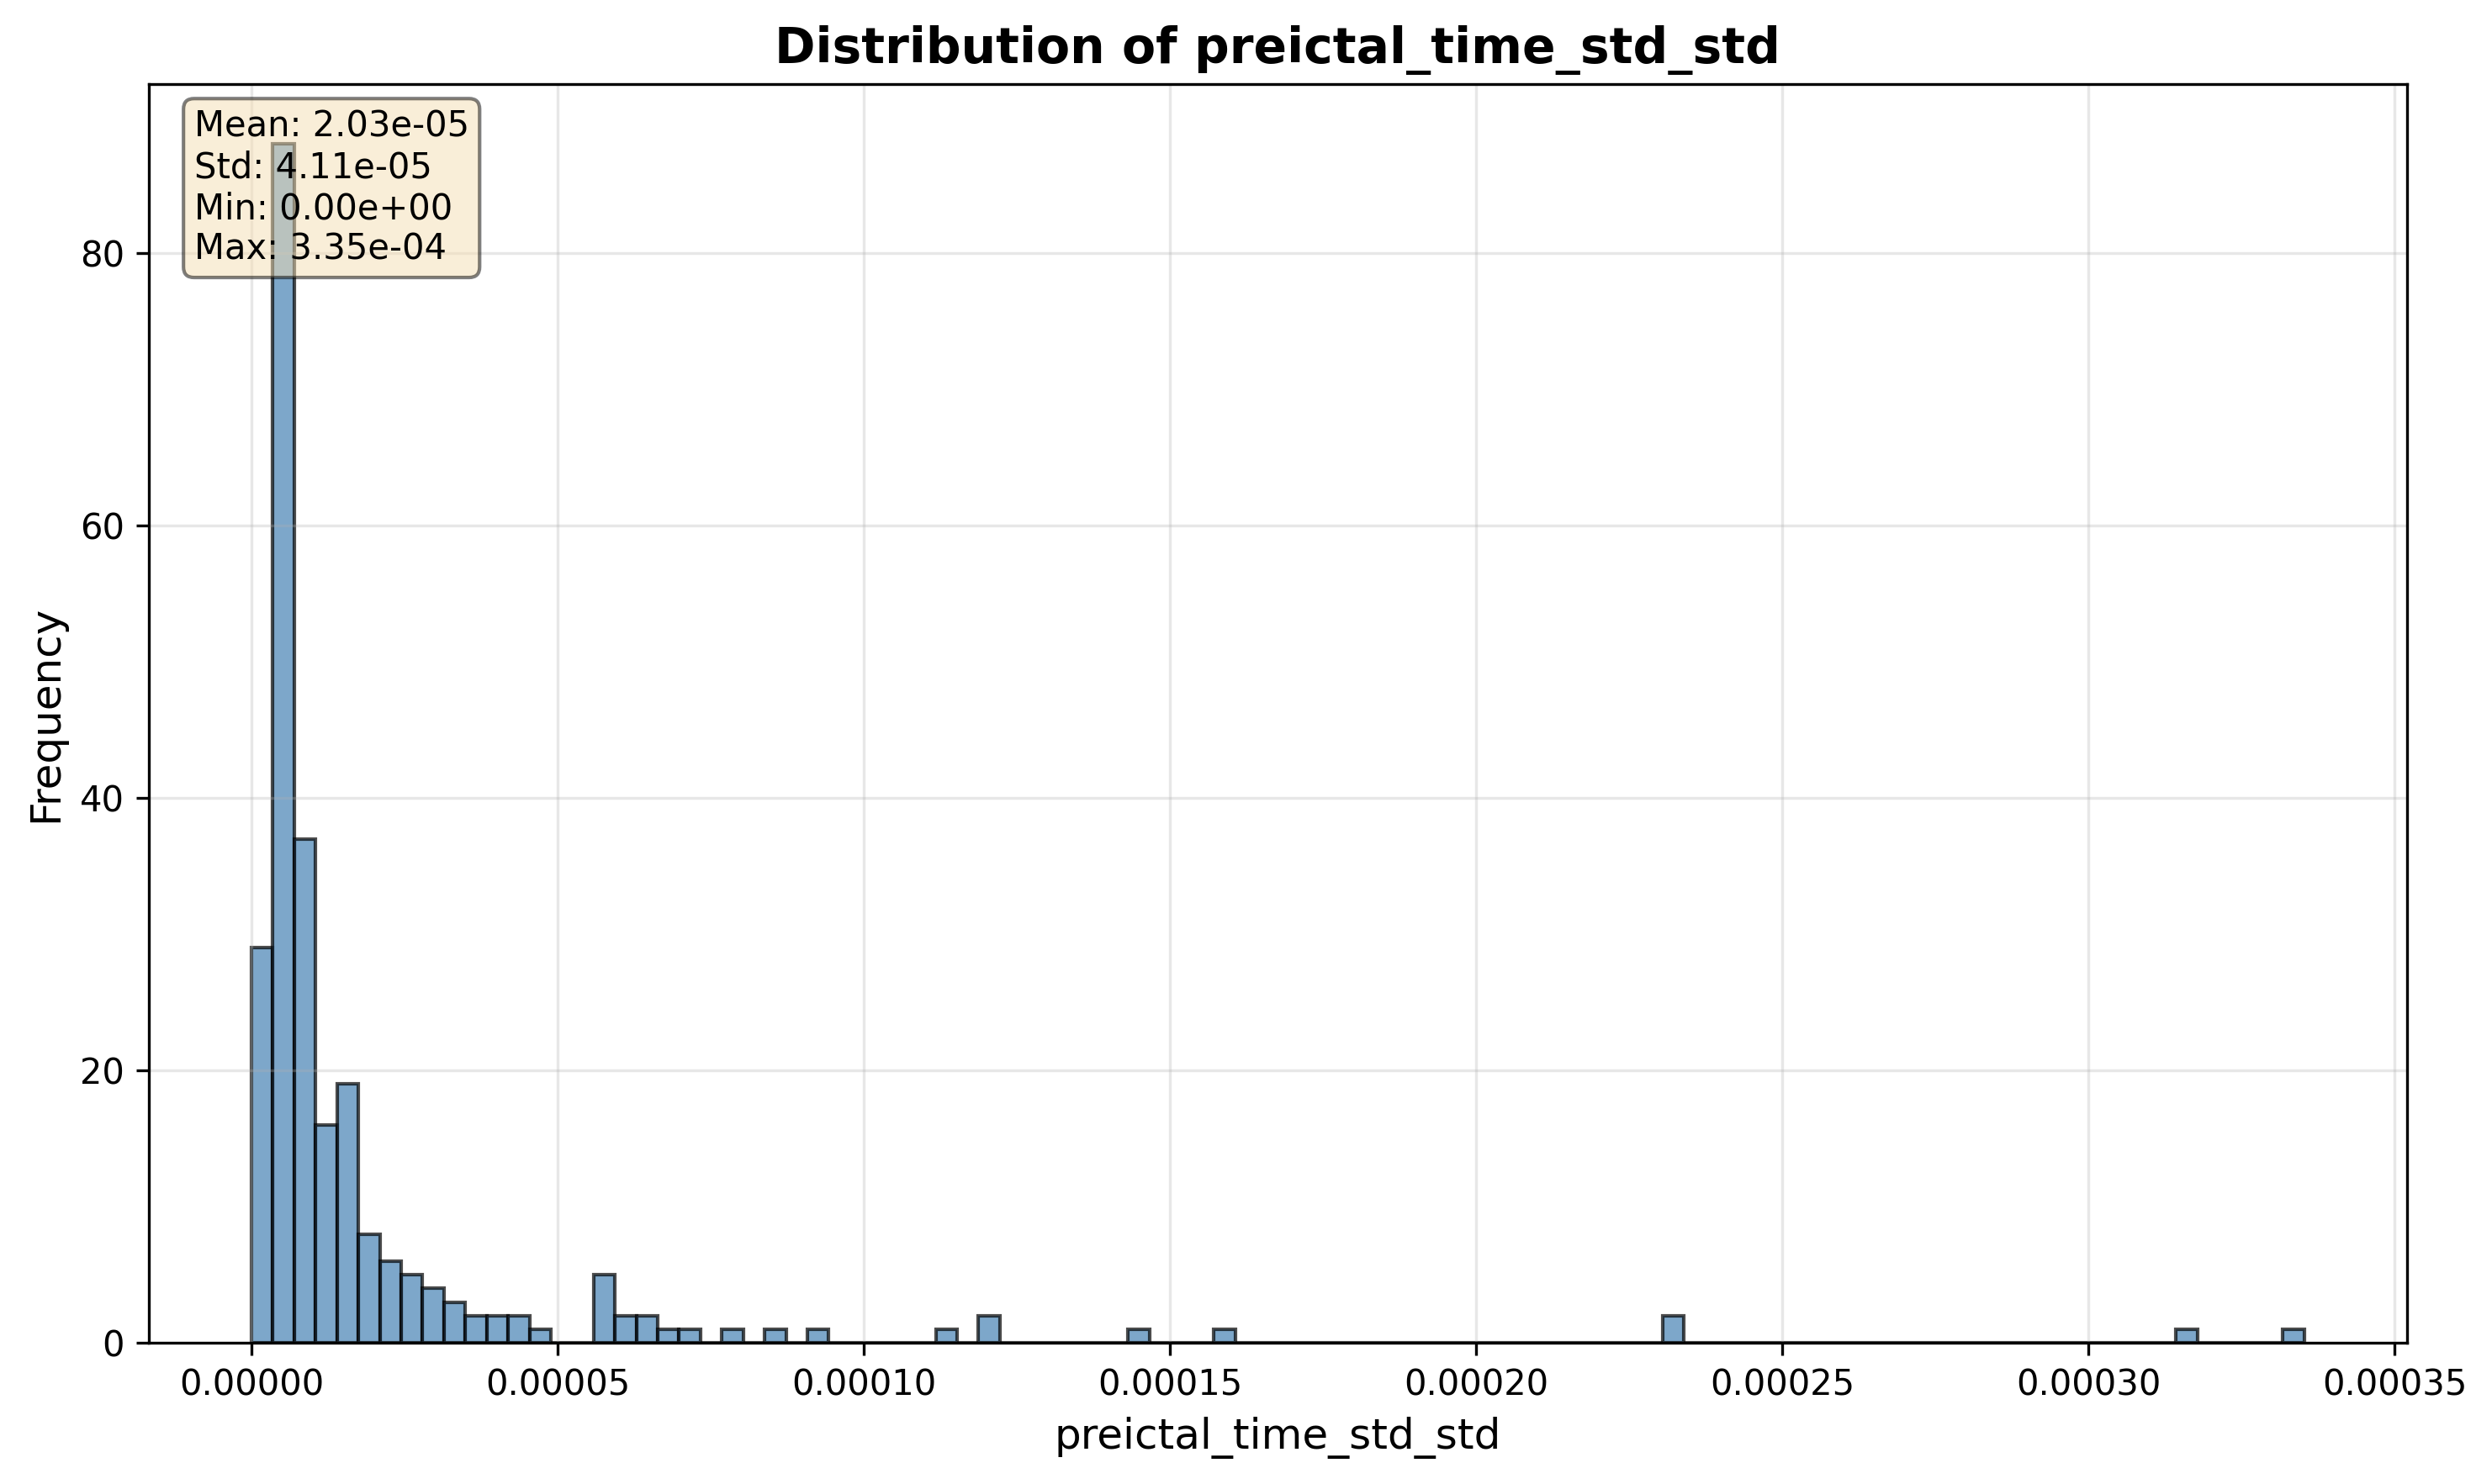 Distribution of preictal_time_std_std
Mean: 2.03e-05
Std: 4.11e-05
Min: 0.00e+00
Max: 3.35e-04
80
60
40
20
0
Frequency
0.00000 0.00005 0.00010 0.00015 0.00020 0.00025 0.00030 0.00035
preictal_time_std_std